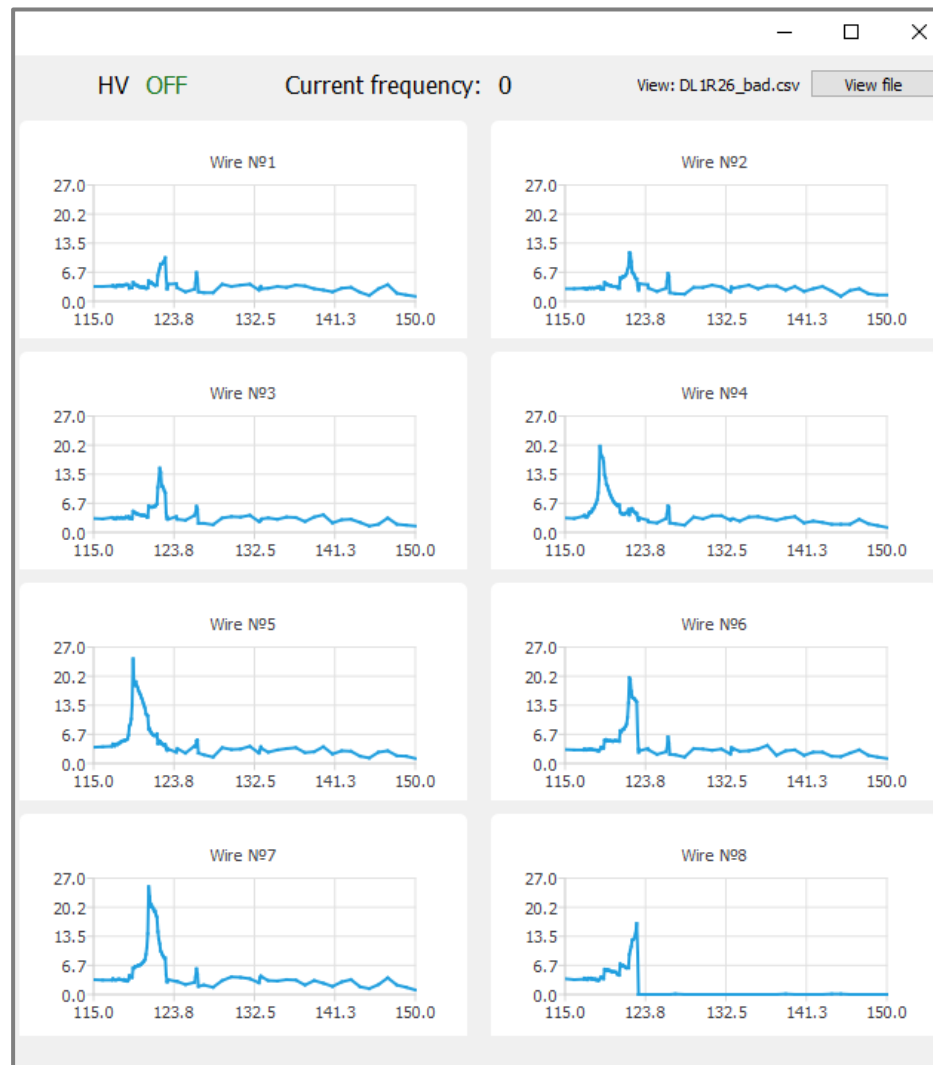 HV OFF Current frequency: 0 View: DL1R26_bad.csv View file
Wire №1
27.0
20.2
13.5
6.7
0.0
115.0 123.8 132.5 141.3 150.0
Wire №2
27.0
20.2
13.5
6.7
0.0
115.0 123.8 132.5 141.3 150.0
Wire №3
27.0
20.2
13.5
6.7
0.0
115.0 123.8 132.5 141.3 150.0
Wire №4
27.0
20.2
13.5
6.7
0.0
115.0 123.8 132.5 141.3 150.0
Wire №5
27.0
20.2
13.5
6.7
0.0
115.0 123.8 132.5 141.3 150.0
Wire №6
27.0
20.2
13.5
6.7
0.0
115.0 123.8 132.5 141.3 150.0
Wire №7
27.0
20.2
13.5
6.7
0.0
115.0 123.8 132.5 141.3 150.0
Wire №8
27.0
20.2
13.5
6.7
0.0
115.0 123.8 132.5 141.3 150.0